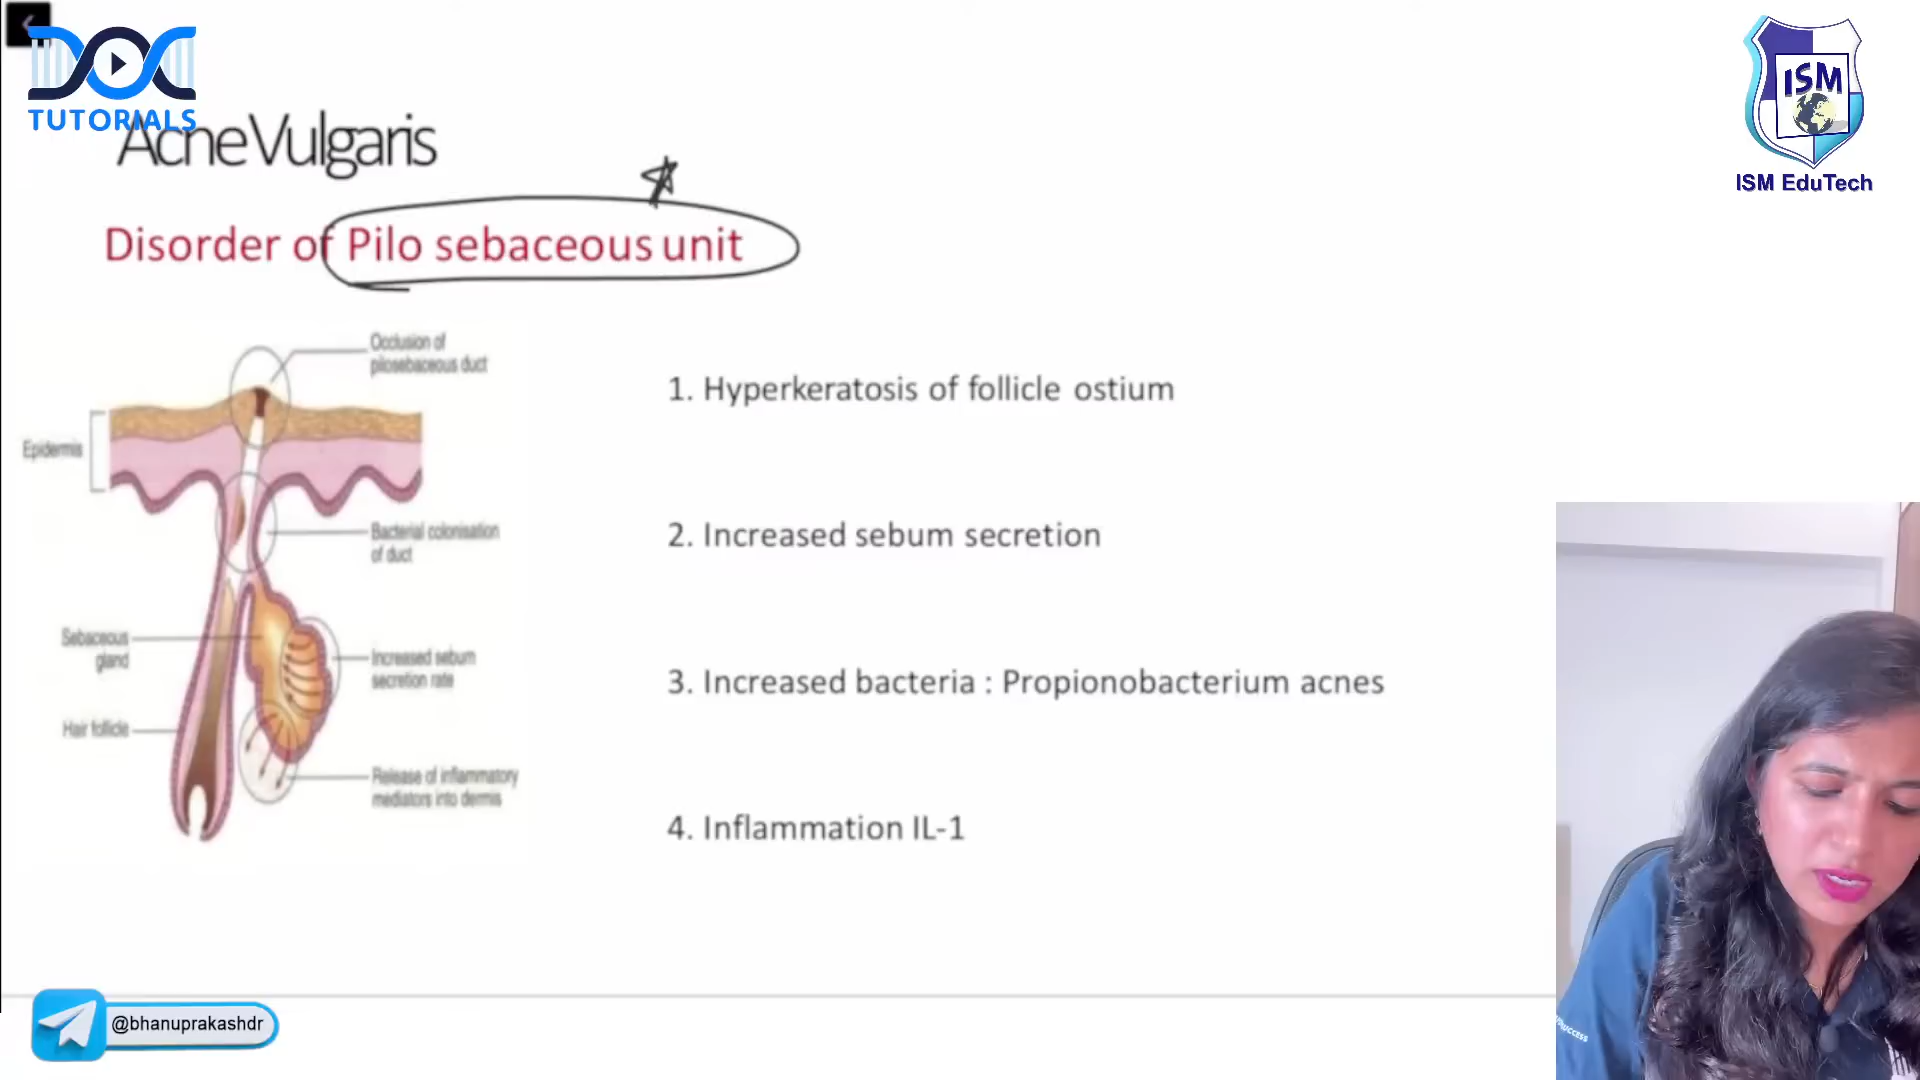 TUTORIALS
Acne Vulgaris
ISM
ISM EduTech
Disorder of Pilo sebaceous unit
Occlusion of
pilosebaceous duct
Epidermis
Bacterial colonisation
of duct
Sebaceous
gland
Increased sebum
secretion rate
Hair follicle
Release of inflammatory
mediators into dermis
1. Hyperkeratosis of follicle ostium
2. Increased sebum secretion
3. Increased bacteria : Propionobacterium acnes
4. Inflammation IL-1
@bhanuprakashdr